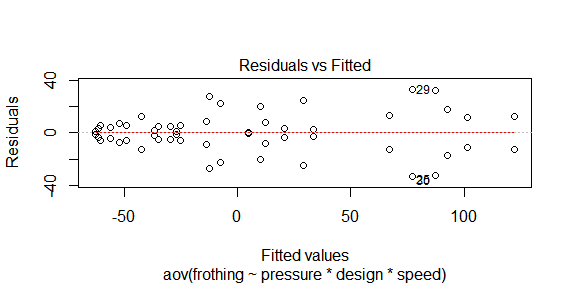 Residuals vs Fitted
Residuals
40
0
-40
29
-50
0
50
100
Fitted values
aov(frothing ~ pressure * design * speed)